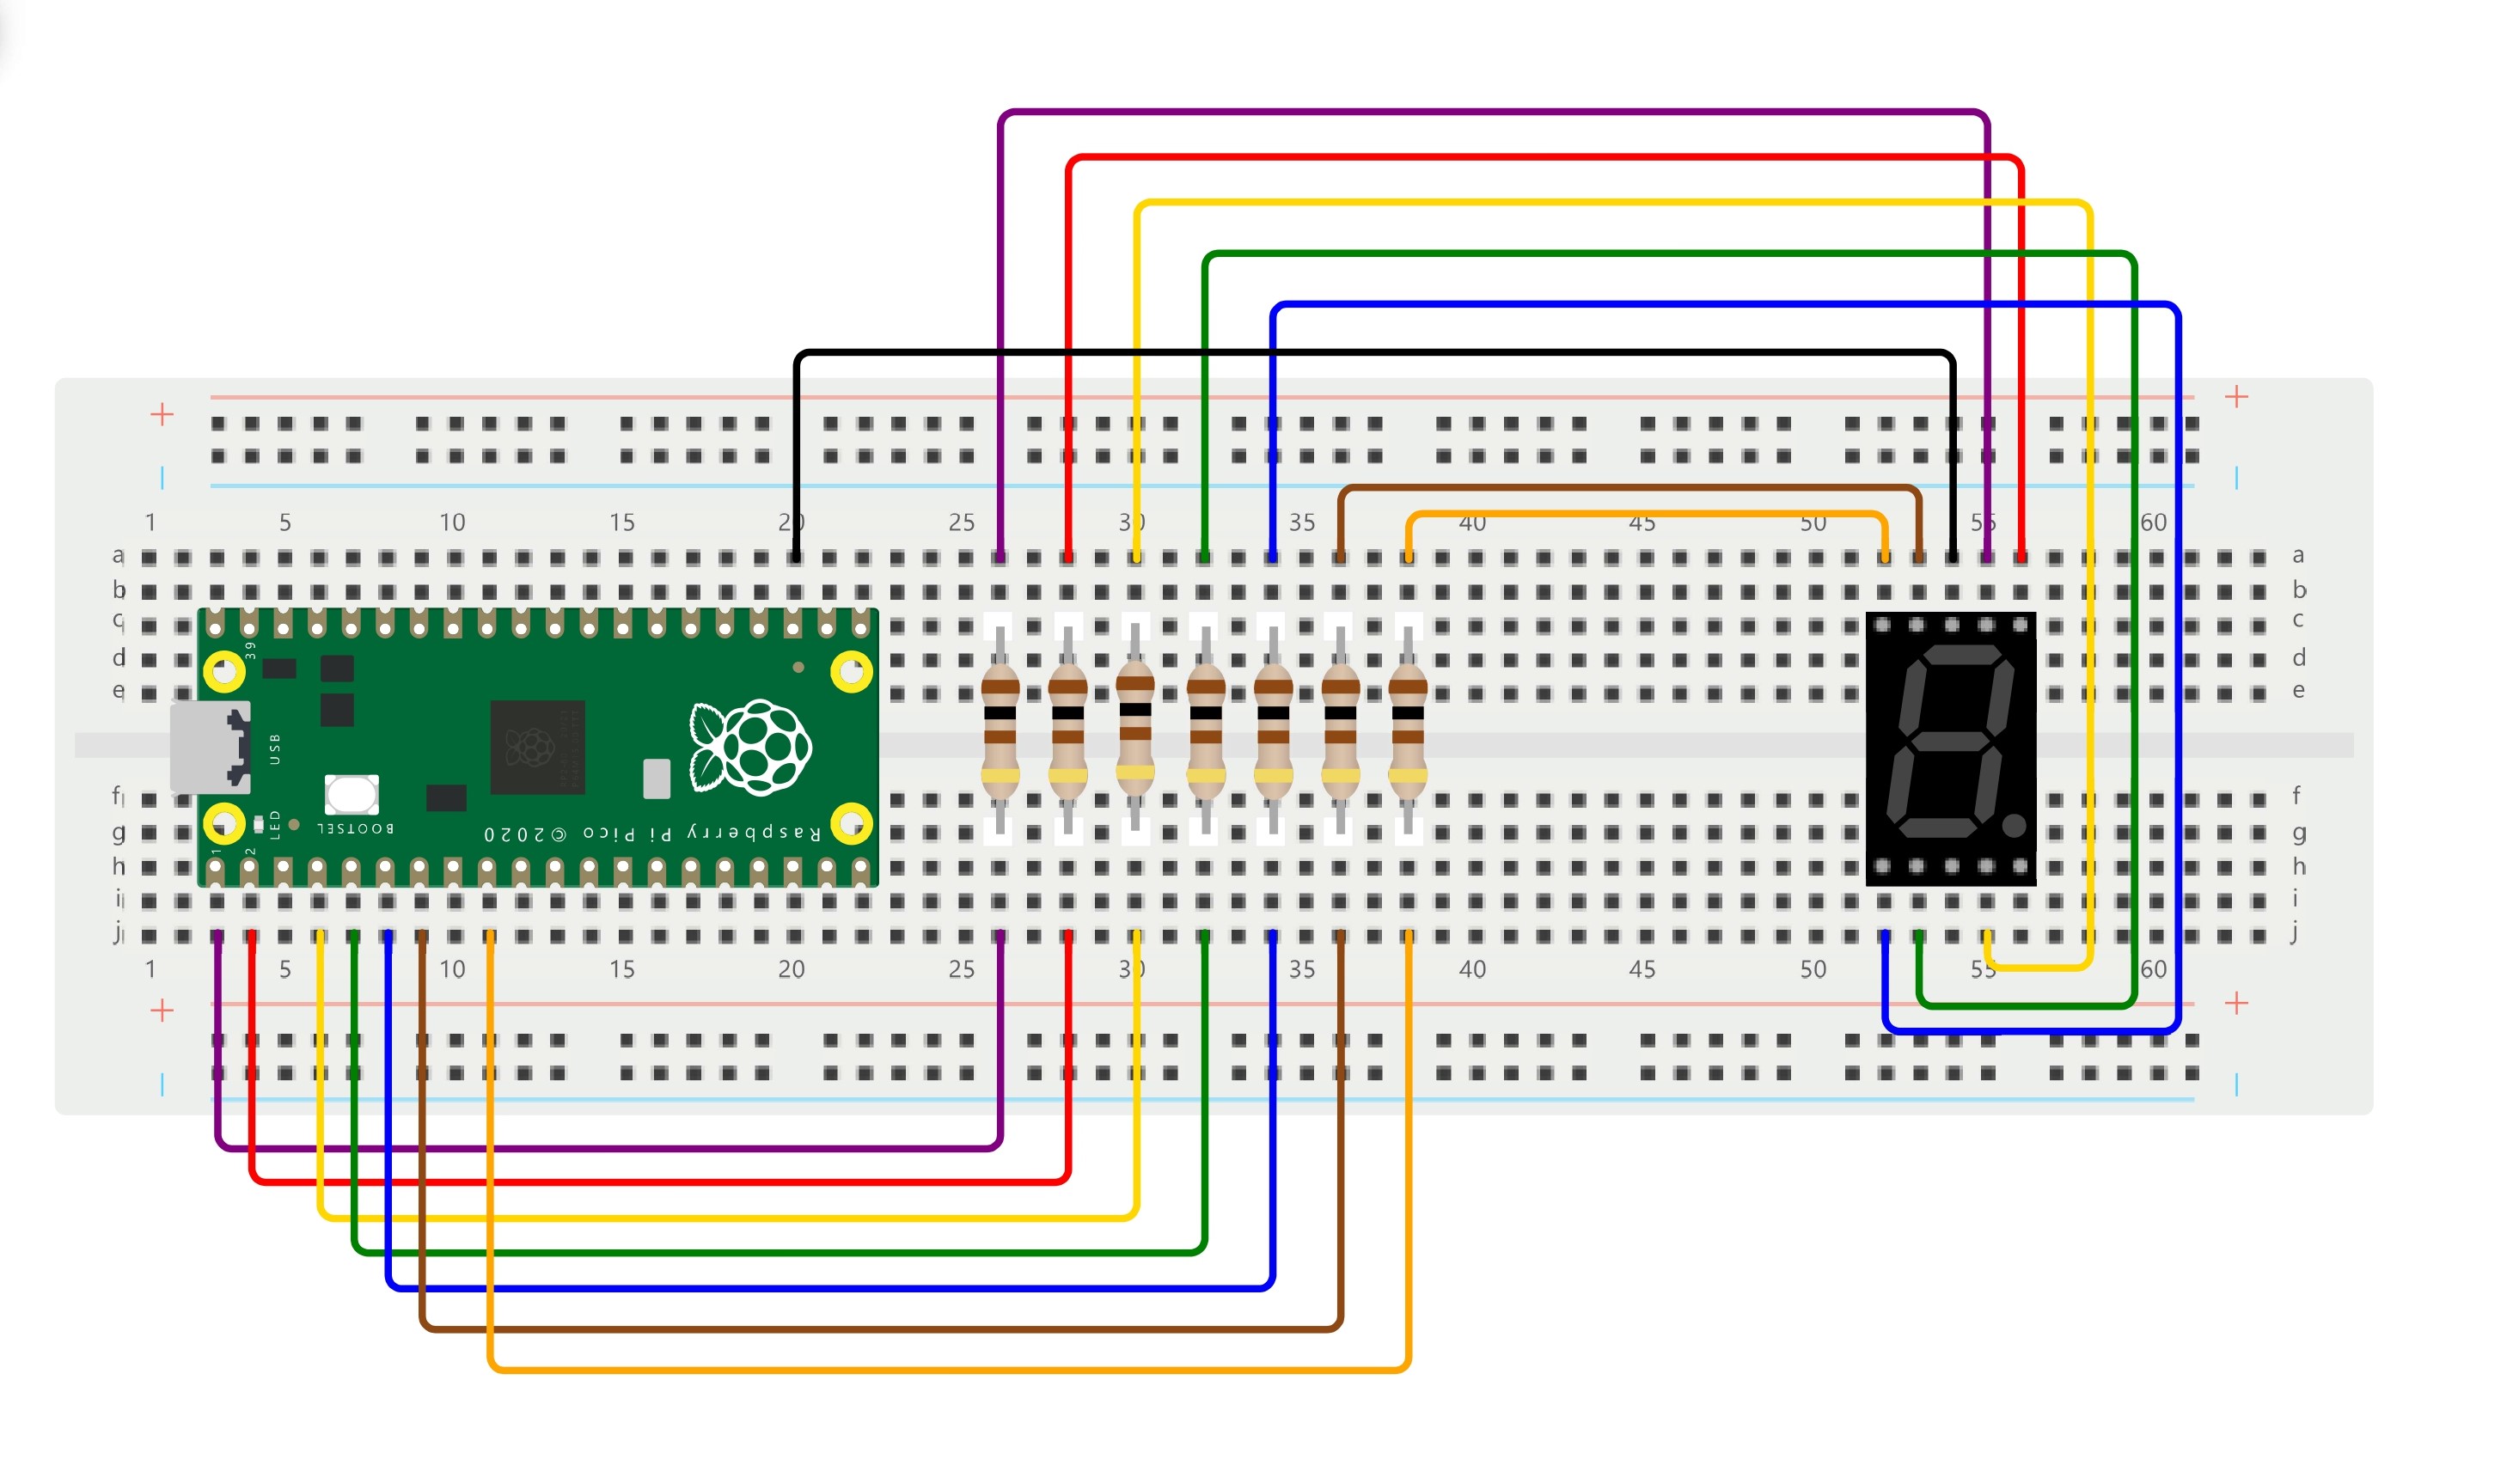 + +
1 5 10 15 20 25 30 35 40 45 50 55 60
a a
b b
c c
d d
e e
39
USB
LED
BOOTSEL
Raspberry Pi Pico ©2020
1
2
f f
g g
h h
i i
j j
1 5 10 15 20 25 30 35 40 45 50 55 60
+ +